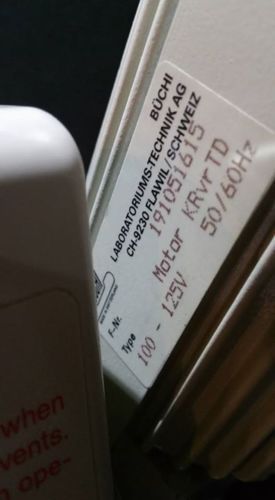 BÜCHI
LABORATORIUMS-TECHNIK AG
CH-9230 FLAWIL SCHWEIZ
F-Nr. 191051615
Type Motor KRvr TD
100 - 125V 50/60Hz
when
vents.
ope-